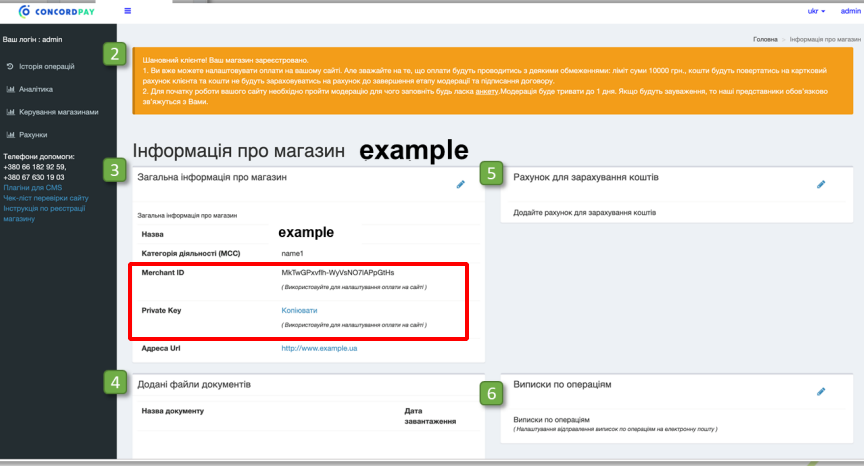 CONCORDPAY
ukr
admin
Ваш логін : admin
Історія операцій
Аналітика
Керування магазинами
Рахунки
Телефони допомоги:
+380 66 182 92 59,
+380 67 630 19 03
Плагіни для CMS
Чек-ліст перевірки сайту
Інструкція по реєстрації
магазину
Головна
Інформація про магазин
2
Шановний клієнте! Ваш магазин зареєстровано.
1. Ви вже можете налаштовувати оплати на вашому сайті. Але зважайте на те, що оплати будуть проводитись з деякими обмеженнями: ліміт суми 10000 грн., кошти будуть повертатись на картковий
рахунок клієнта та кошти не будуть зараховуватись на рахунок до завершення етапу модерації та підписання договору.
2. Для початку роботи вашого сайту необхідно пройти модерацію для чого заповніть будь ласка анкету.Модерація буде тривати до 1 дня. Якщо будуть зауваження, то наші представники обов'язково
зв'яжуться з Вами.
Інформація про магазин example
3
Загальна інформація про магазин
Загальна інформація про магазин
Назва example
Категорія діяльності (MCC) name1
Merchant ID
( Використовуйте для налаштування оплати на сайті )
Private Key Копіювати
( Використовуйте для налаштування оплати на сайті )
Адреса Url http://www.example.ua
5
Рахунок для зарахування коштів
Додайте рахунок для зарахування коштів
4
Додані файли документів
Назва документу Дата
завантаження
6
Виписки по операціям
Виписки по операціям
( Налаштування відправлення виписок по операціям на електронну пошту )